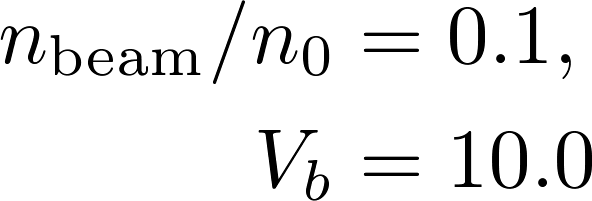 n_beam/n_0 = 0.1,
V_b = 10.0